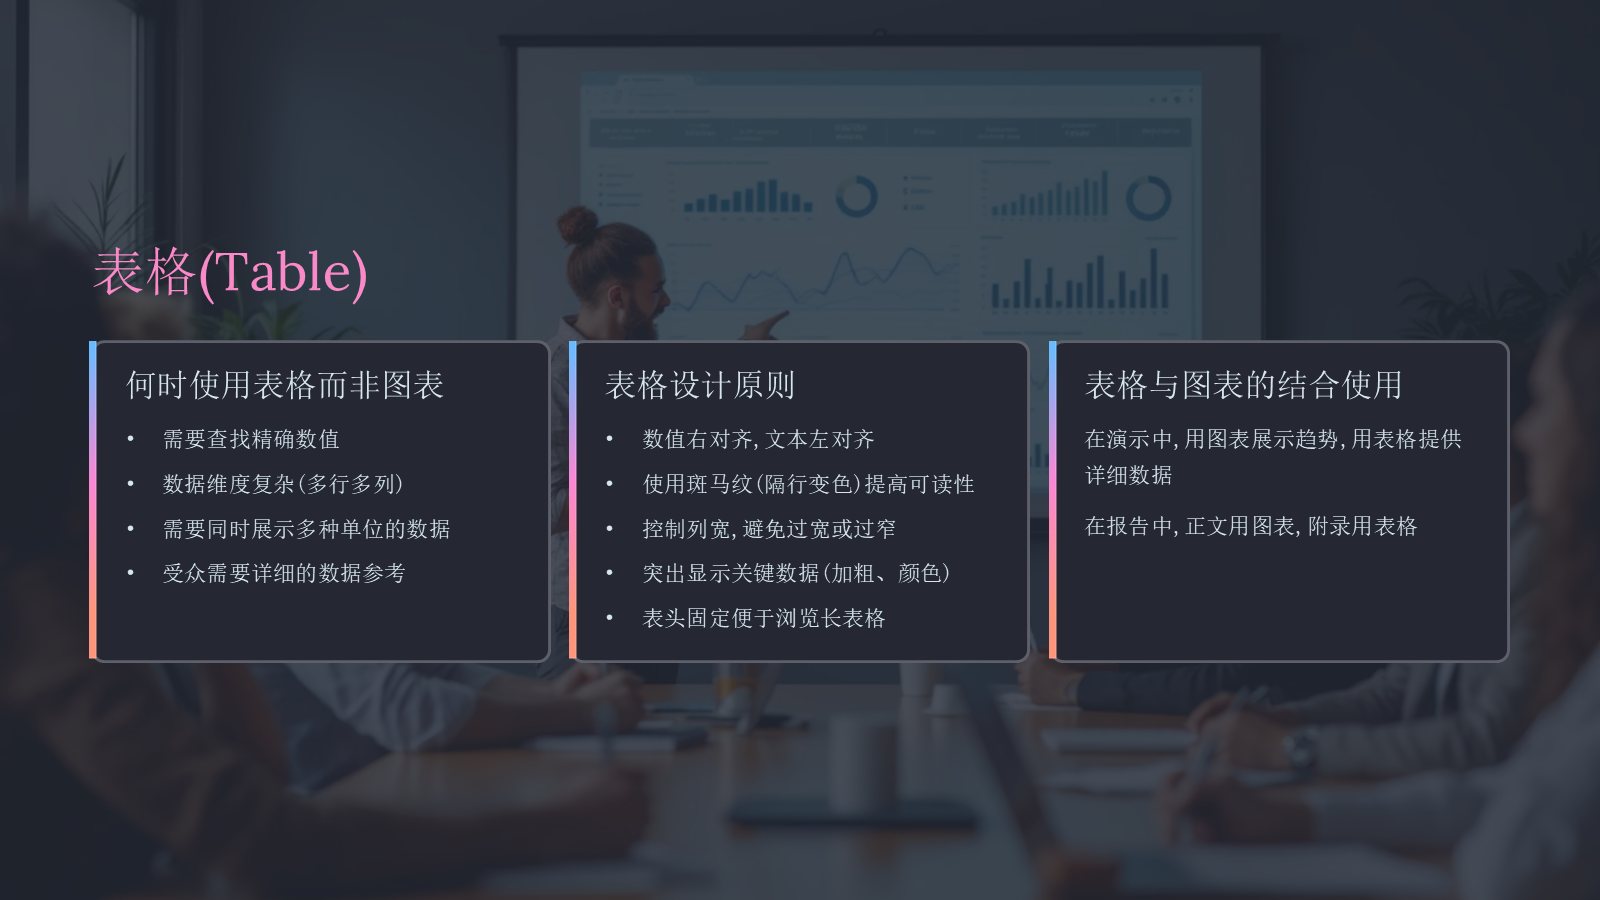 表格(Table)
何时使用表格而非图表
• 需要查找精确数值
• 数据维度复杂(多行多列)
• 需要同时展示多种单位的数据
• 受众需要详细的数据参考
表格设计原则
• 数值右对齐,文本左对齐
• 使用斑马纹(隔行变色)提高可读性
• 控制列宽,避免过宽或过窄
• 突出显示关键数据(加粗、颜色)
• 表头固定便于浏览长表格
表格与图表的结合使用
在演示中,用图表展示趋势,用表格提供
详细数据
在报告中,正文用图表,附录用表格